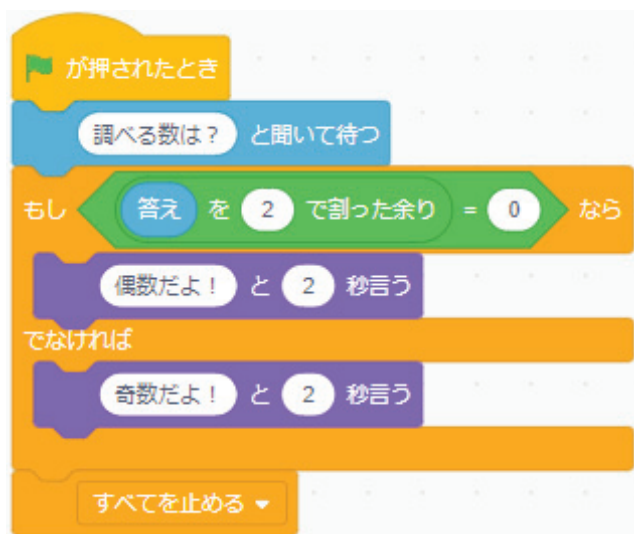 が押されたとき
調べる数は？ と聞いて待つ
もし 答え を 2 で割った余り = 0 なら
偶数だよ！ と 2 秒言う
でなければ
奇数だよ！ と 2 秒言う
すべてを止める